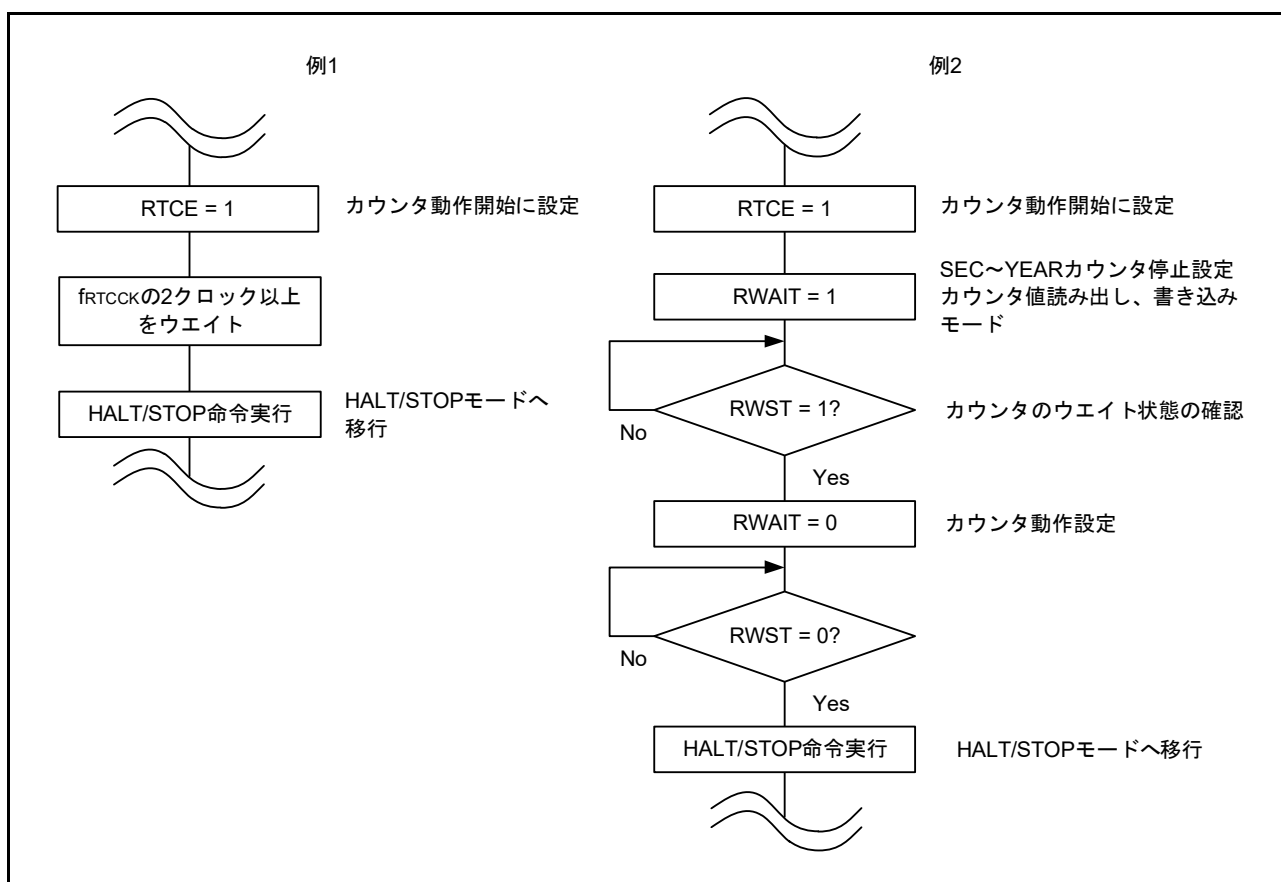 例1
RTCE = 1
カウンタ動作開始に設定
fRTCCKの2クロック以上
をウエイト
HALT/STOP命令実行
HALT/STOPモードへ
移行
例2
RTCE = 1
カウンタ動作開始に設定
RWAIT = 1
SEC～YEARカウンタ停止設定
カウンタ値読み出し、書き込み
モード
RWST = 1?
カウンタのウエイト状態の確認
No
Yes
RWAIT = 0
カウンタ動作設定
RWST = 0?
No
Yes
HALT/STOP命令実行
HALT/STOPモードへ移行